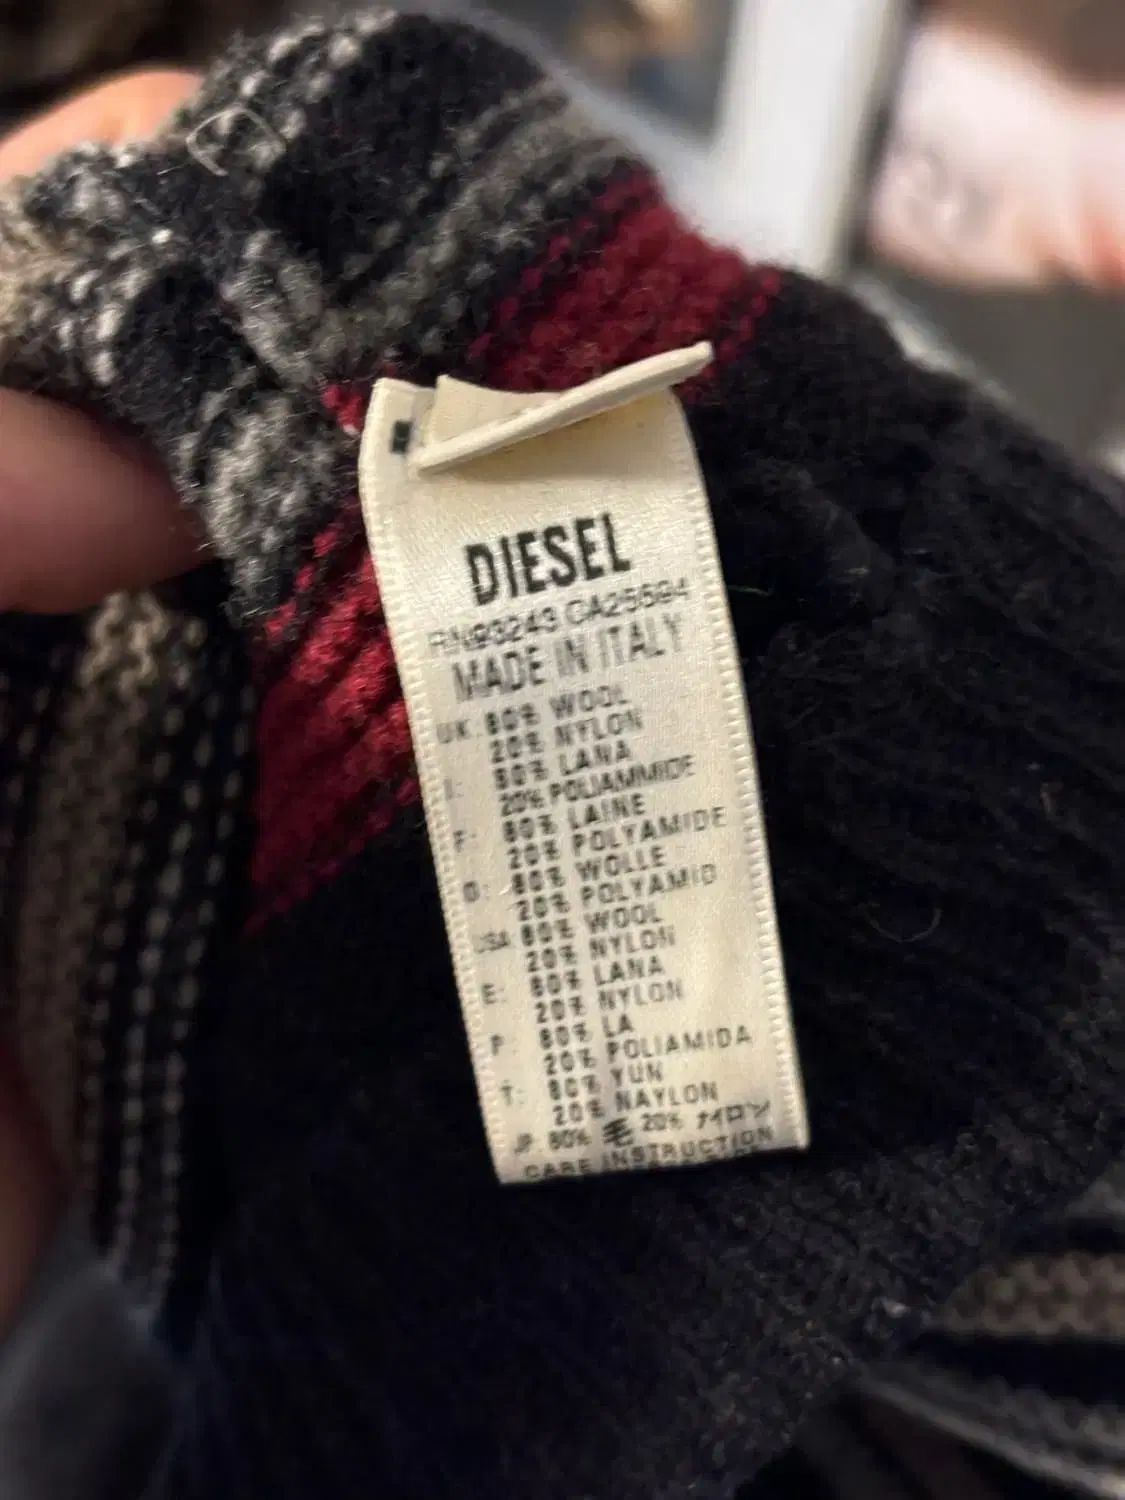 DIESEL
RN93243 CA25594
MADE IN ITALY
UK: 80% WOOL
20% NYLON
I: 80% LANA
20% POLIAMMIDE
F: 80% LAINE
20% POLYAMIDE
G: 80% WOLLE
20% POLYAMID
USA 80% WOOL
20% NYLON
E: 80% LANA
20% NYLON
P: 80% LA
20% POLIAMIDA
T: 80% YUN
20% NAYLON
JP 80% 毛 20% ナイロン
CARE INSTRUCTION